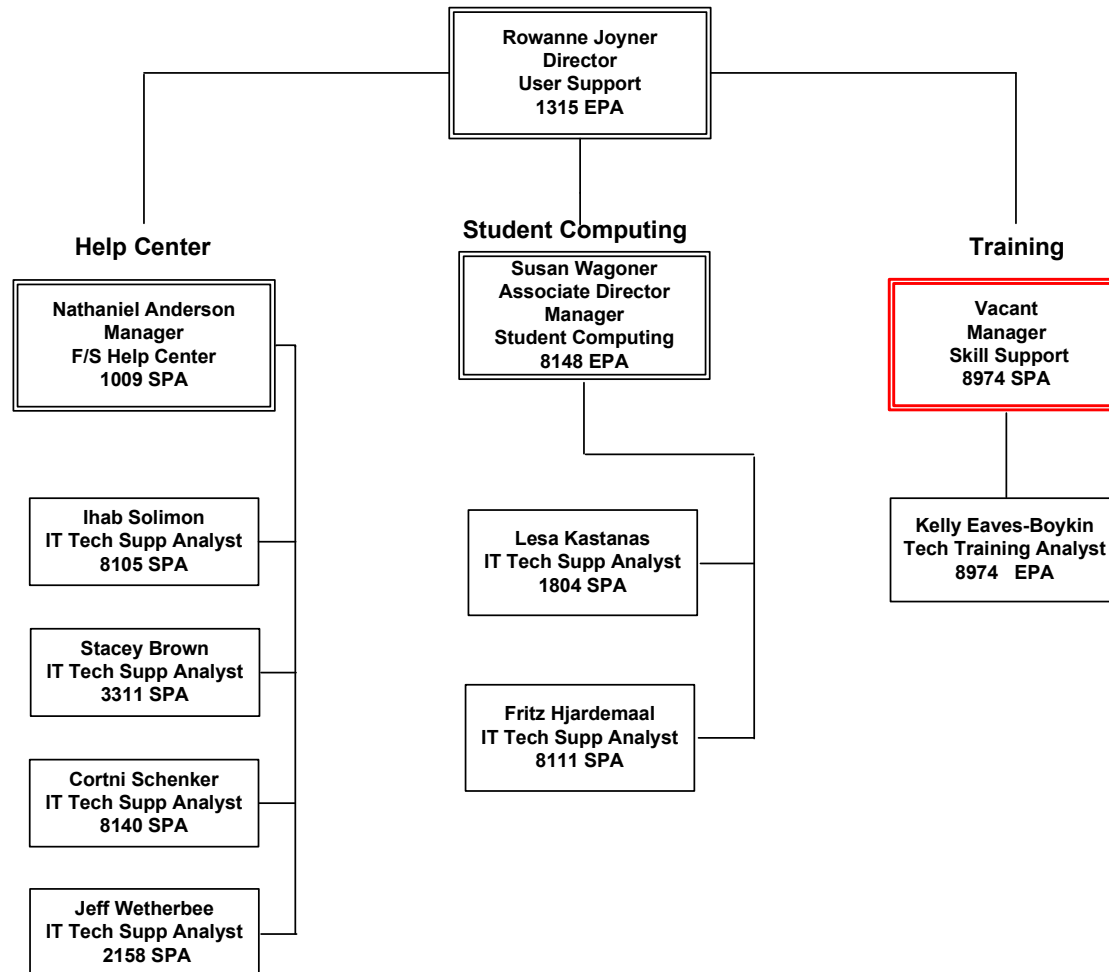 Rowanne Joyner
Director
User Support
1315 EPA
Help Center
Nathaniel Anderson
Manager
F/S Help Center
1009 SPA
Ihab Solimon
IT Tech Supp Analyst
8105 SPA
Stacey Brown
IT Tech Supp Analyst
3311 SPA
Cortni Schenker
IT Tech Supp Analyst
8140 SPA
Jeff Wetherbee
IT Tech Supp Analyst
2158 SPA
Student Computing
Susan Wagoner
Associate Director
Manager
Student Computing
8148 EPA
Lesa Kastanas
IT Tech Supp Analyst
1804 SPA
Fritz Hjardemaal
IT Tech Supp Analyst
8111 SPA
Training
Vacant
Manager
Skill Support
8974 SPA
Kelly Eaves-Boykin
Tech Training Analyst
8974 EPA